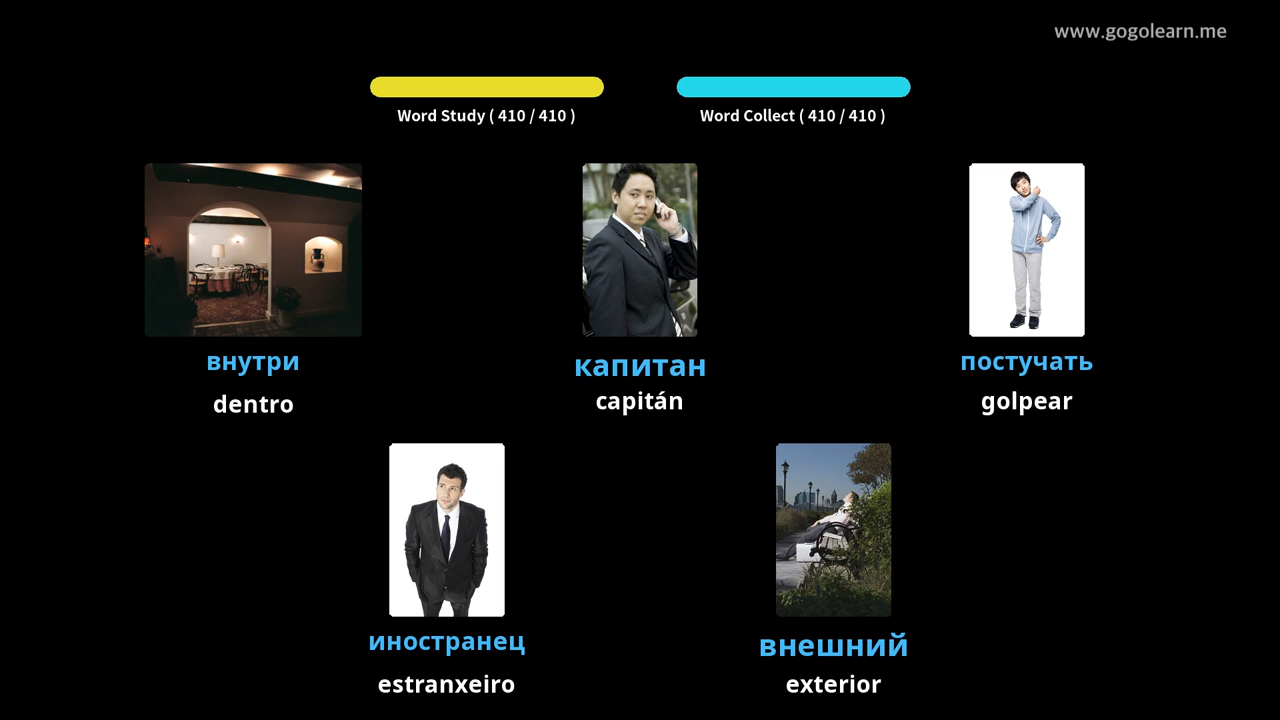 www.gogolearn.me
Word Study ( 410 / 410 )
Word Collect ( 410 / 410 )
внутри
dentro
капитан
capitán
постучать
golpear
иностранец
estranxeiro
внешний
exterior